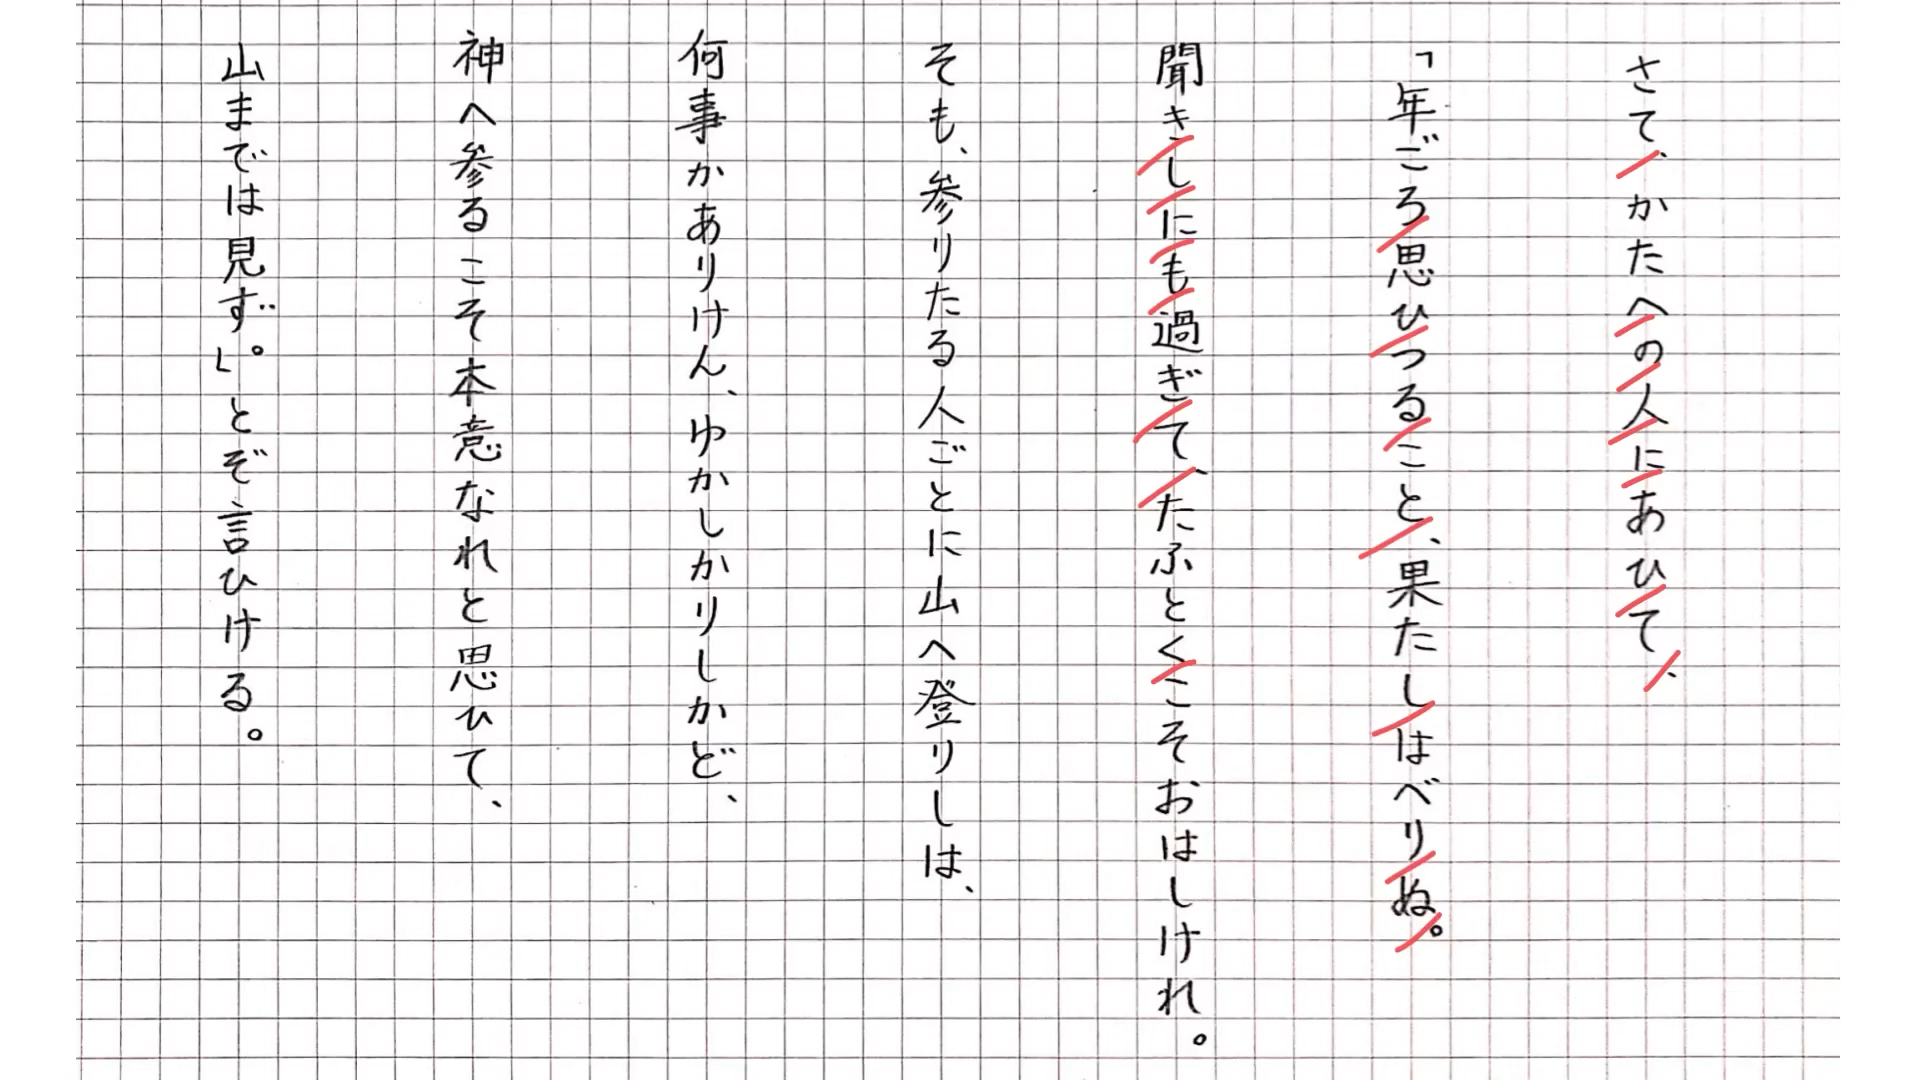 さて、かたへの人にあひて、
「年ごろ思ひつること、果たしはべりぬ。
聞きしにも過ぎて、たふとくこそおはしけれ。
そも、参りたる人ごとに山へ登りしは、
何事かありけん、ゆかしかりしかど、
神へ参るこそ本意なれと思ひて、
山までは見ず。」とぞ言ひける。